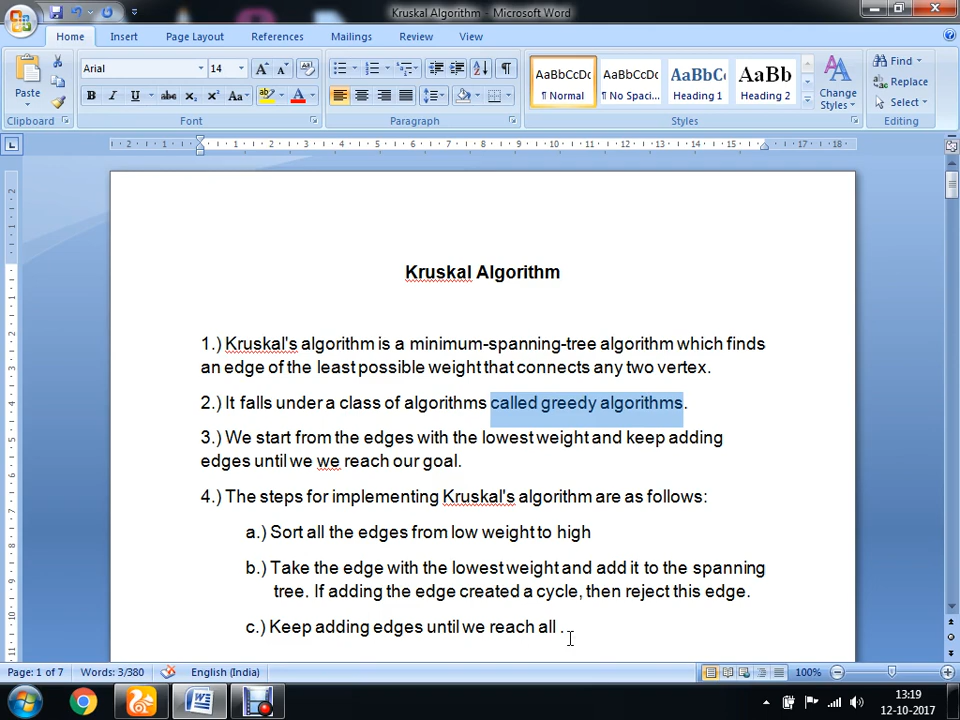 Kruskal Algorithm - Microsoft Word
Home Insert Page Layout References Mailings Review View
Paste
Clipboard
Arial 14
Font
Paragraph
AaBbCcDc AaBbCcDc AaBbC AaBb
¶ Normal ¶ No Spaci... Heading 1 Heading 2
Change Styles
Styles
Find
Replace
Select
Editing
Kruskal Algorithm
1.) Kruskal's algorithm is a minimum-spanning-tree algorithm which finds
an edge of the least possible weight that connects any two vertex.
2.) It falls under a class of algorithms called greedy algorithms.
3.) We start from the edges with the lowest weight and keep adding
edges until we we reach our goal.
4.) The steps for implementing Kruskal's algorithm are as follows:
a.) Sort all the edges from low weight to high
b.) Take the edge with the lowest weight and add it to the spanning
tree. If adding the edge created a cycle, then reject this edge.
c.) Keep adding edges until we reach all .
Page: 1 of 7 Words: 3/380 English (India) 100%
13:19
12-10-2017